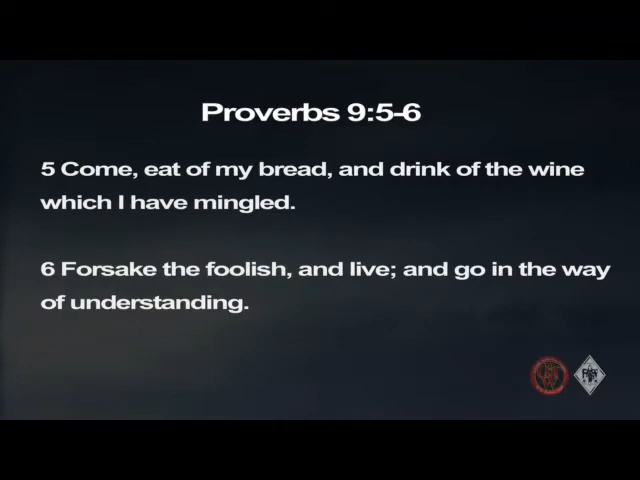 Proverbs 9:5-6
5 Come, eat of my bread, and drink of the wine
which I have mingled.
6 Forsake the foolish, and live; and go in the way
of understanding.